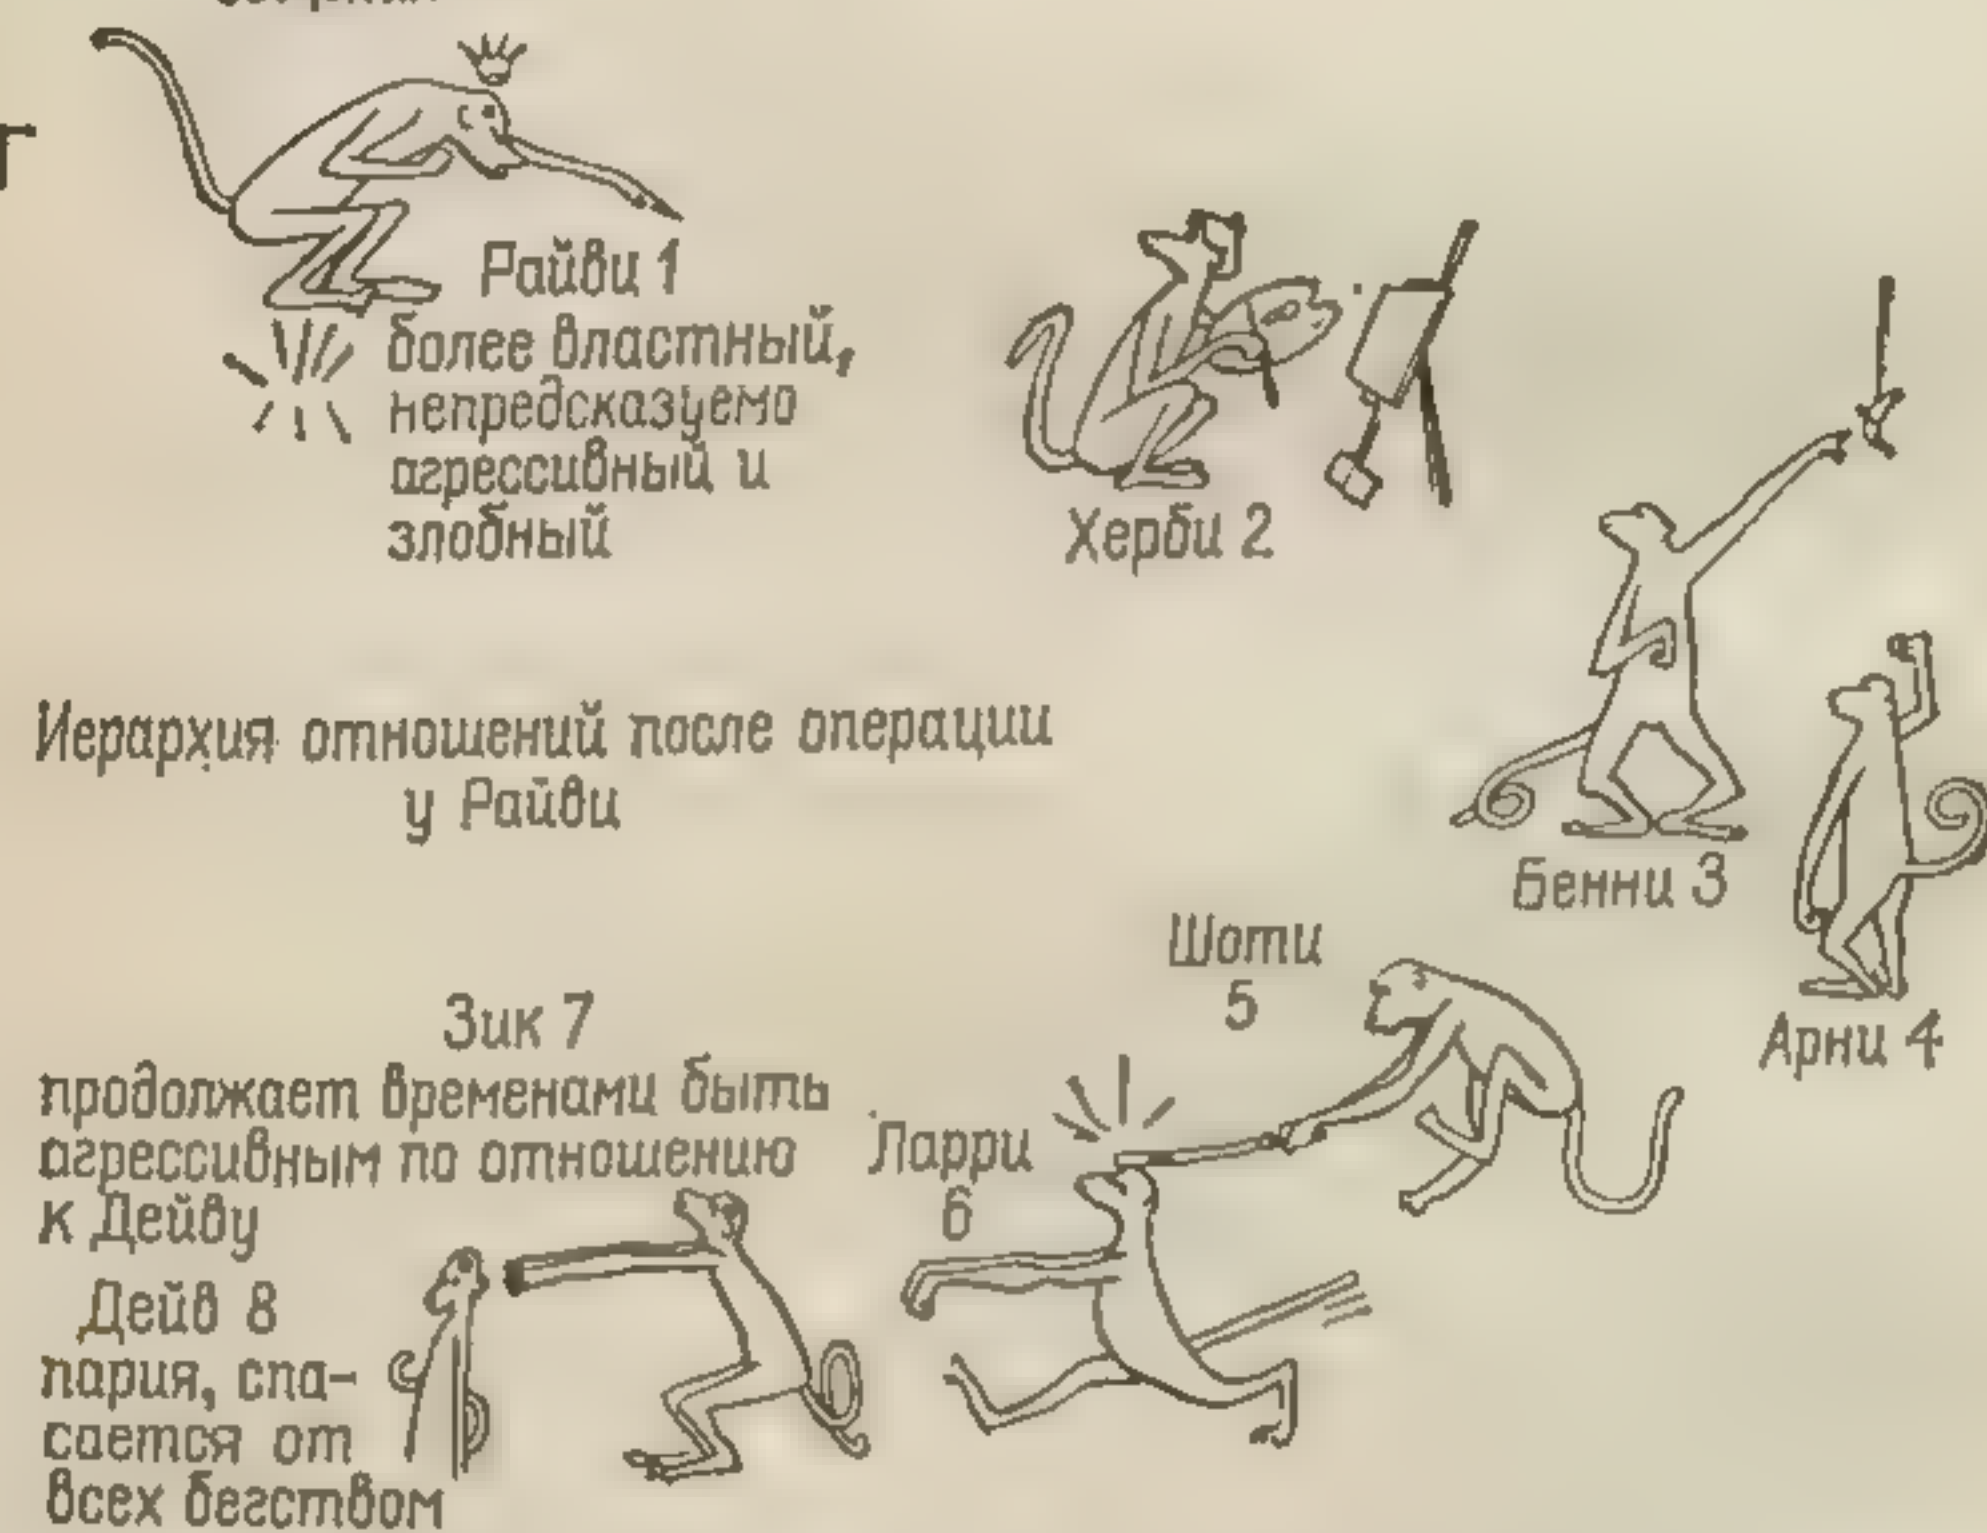 Райви 1
более властный,
непредсказуемо
агрессивный и
злобный
Херби 2
Иерархия отношений после операции
у Райви
Бенни 3
Арни 4
Шоти
5
Зик 7
продолжает временами быть
агрессивным по отношению
к Дейву
Ларри
6
Дейв 8
пария, спа-
сается от
всех бегством